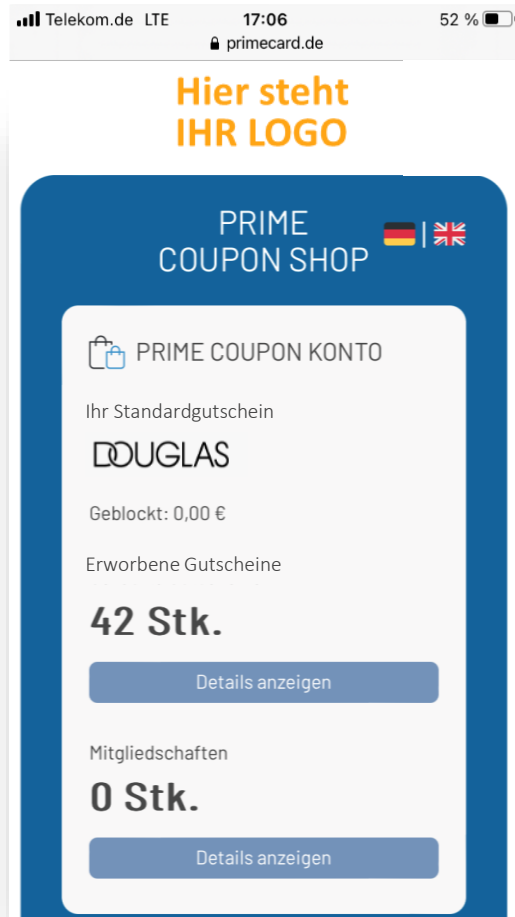 Telekom.de LTE 17:06 52 %
primecard.de
Hier steht
IHR LOGO
PRIME
COUPON SHOP
|
PRIME COUPON KONTO
Ihr Standardgutschein
DOUGLAS
Geblockt: 0,00 €
Erworbene Gutscheine
42 Stk.
Details anzeigen
Mitgliedschaften
0 Stk.
Details anzeigen